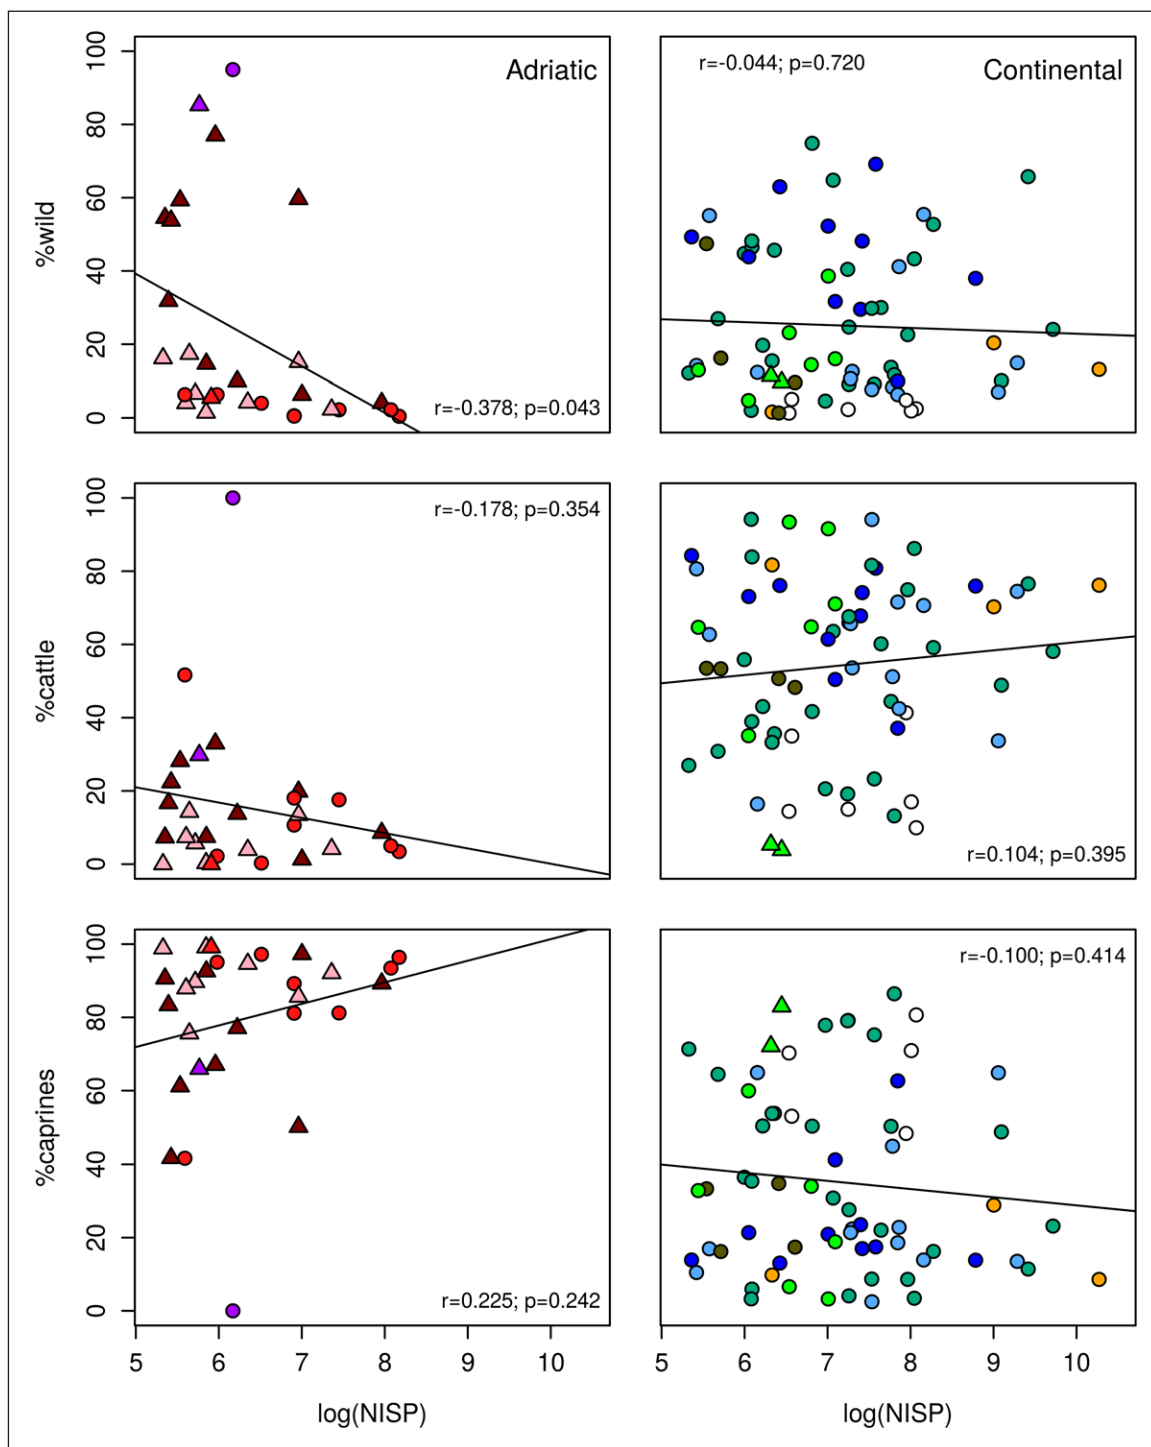 %wild
0 20 40 60 80 100
Adriatic
r=-0.378; p=0.043
r=-0.044; p=0.720
Continental
%cattle
0 20 40 60 80 100
r=-0.178; p=0.354
r=0.104; p=0.395
%caprines
0 20 40 60 80 100
r=0.225; p=0.242
r=-0.100; p=0.414
5 6 7 8 9 10
5 6 7 8 9 10
log(NISP)
log(NISP)